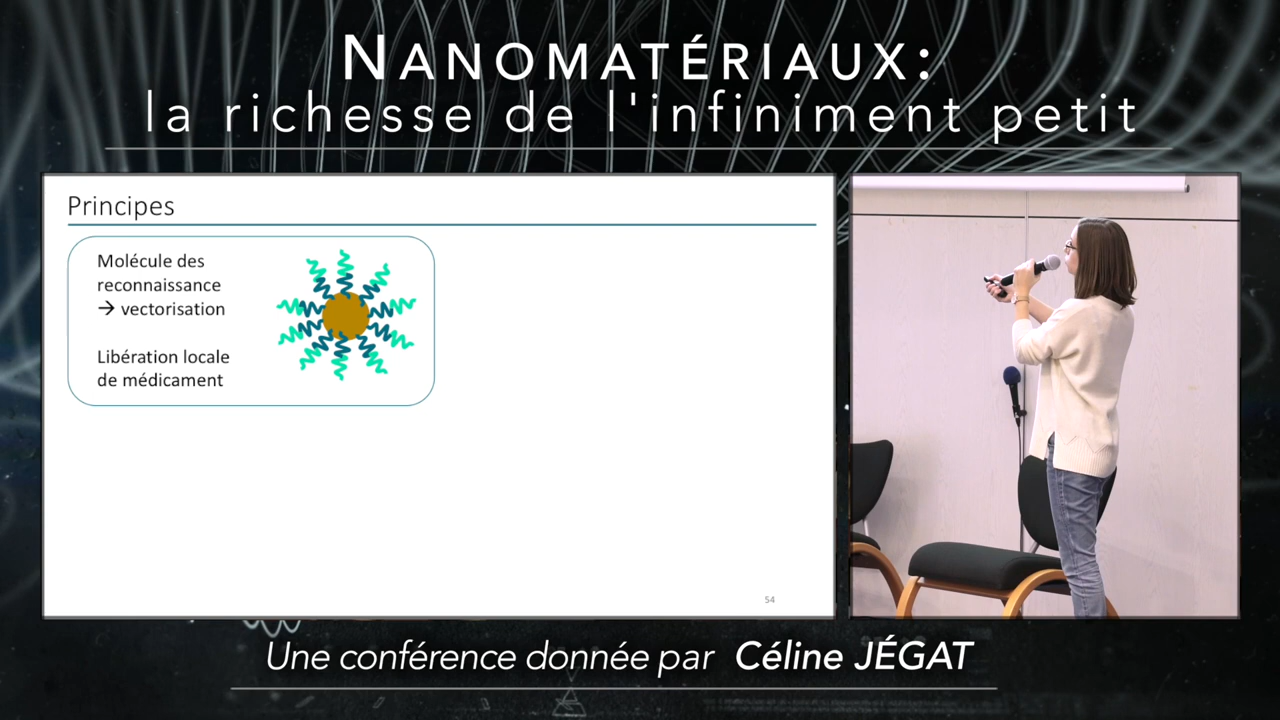 NANOMATÉRIAUX:
la richesse de l'infiniment petit
Principes
Molécule des
reconnaissance
→ vectorisation
Libération locale
de médicament
54
Une conférence donnée par Céline JÉGAT